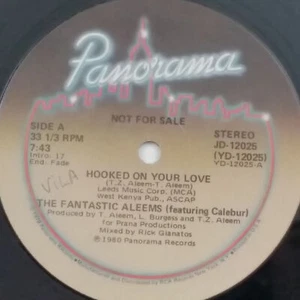 Panorama
NOT FOR SALE
SIDE A
33 1/3 RPM
7:43
Intro: 17
End: Fade
STEREO
JD-12025
(YD-12025)
YD-12025-A
VILA
HOOKED ON YOUR LOVE
(T.Z. Aleem-T. Aleem)
Leeds Music Corp. (MCA)
West Kenya Pub., ASCAP
THE FANTASTIC ALEEMS (featuring Calebur)
Produced by T. Aleem, L. Burgess and T.Z. Aleem
for Prana Productions
Mixed by Rick Gianatos
℗1980 Panorama Records